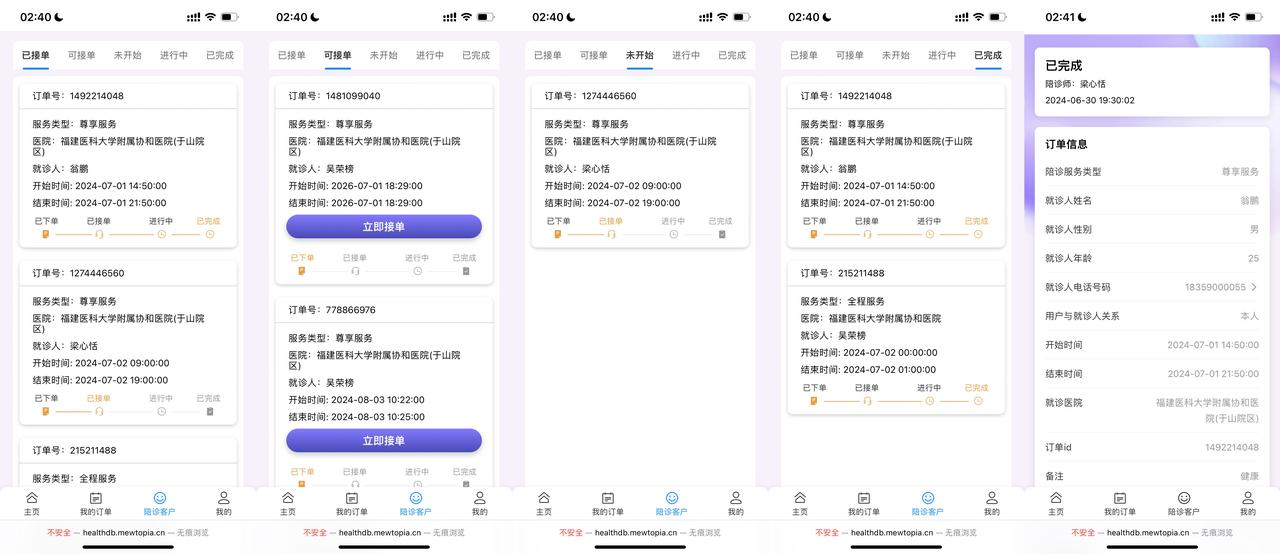 02:40
已接单 可接单 未开始 进行中 已完成
订单号：1492214048
服务类型：尊享服务
医院：福建医科大学附属协和医院(于山院
区)
就诊人：翁鹏
开始时间: 2024-07-01 14:50:00
结束时间: 2024-07-01 21:50:00
已下单 已接单 进行中 已完成
订单号：1274446560
服务类型：尊享服务
医院：福建医科大学附属协和医院(于山院
区)
就诊人：梁心恬
开始时间: 2024-07-02 09:00:00
结束时间: 2024-07-02 19:00:00
已下单 已接单 进行中 已完成
订单号：215211488
服务类型：全程服务
主页 我的订单 陪诊客户 我的
不安全 — healthdb.mewtopia.cn — 无痕浏览
02:40
已接单 可接单 未开始 进行中 已完成
订单号：1481099040
服务类型：尊享服务
医院：福建医科大学附属协和医院(于山院
区)
就诊人：吴荣榜
开始时间: 2026-07-01 18:29:00
结束时间: 2026-07-01 18:29:00
立即接单
已下单 已接单 进行中 已完成
订单号：778866976
服务类型：尊享服务
医院：福建医科大学附属协和医院(于山院
区)
就诊人：吴荣榜
开始时间: 2024-08-03 10:22:00
结束时间: 2024-08-03 10:25:00
立即接单
已下单 已接单 进行中 已完成
主页 我的订单 陪诊客户 我的
不安全 — healthdb.mewtopia.cn — 无痕浏览
02:40
已接单 可接单 未开始 进行中 已完成
订单号：1274446560
服务类型：尊享服务
医院：福建医科大学附属协和医院(于山院
区)
就诊人：梁心恬
开始时间: 2024-07-02 09:00:00
结束时间: 2024-07-02 19:00:00
已下单 已接单 进行中 已完成
主页 我的订单 陪诊客户 我的
不安全 — healthdb.mewtopia.cn — 无痕浏览
02:40
已接单 可接单 未开始 进行中 已完成
订单号：1492214048
服务类型：尊享服务
医院：福建医科大学附属协和医院(于山院
区)
就诊人：翁鹏
开始时间: 2024-07-01 14:50:00
结束时间: 2024-07-01 21:50:00
已下单 已接单 进行中 已完成
订单号：215211488
服务类型：全程服务
医院：福建医科大学附属协和医院
就诊人：吴荣榜
开始时间: 2024-07-02 00:00:00
结束时间: 2024-07-02 01:00:00
已下单 已接单 进行中 已完成
主页 我的订单 陪诊客户 我的
不安全 — healthdb.mewtopia.cn — 无痕浏览
02:41
已完成
陪诊师：梁心恬
2024-06-30 19:30:02
订单信息
陪诊服务类型 尊享服务
就诊人姓名 翁鹏
就诊人性别 男
就诊人年龄 25
就诊人电话号码 18359000055
用户与就诊人关系 本人
开始时间 2024-07-01 14:50:00
结束时间 2024-07-01 21:50:00
就诊医院 福建医科大学附属协和医
院(于山院区)
订单id 1492214048
备注 健康
主页 我的订单 陪诊客户 我的
不安全 — healthdb.mewtopia.cn — 无痕浏览